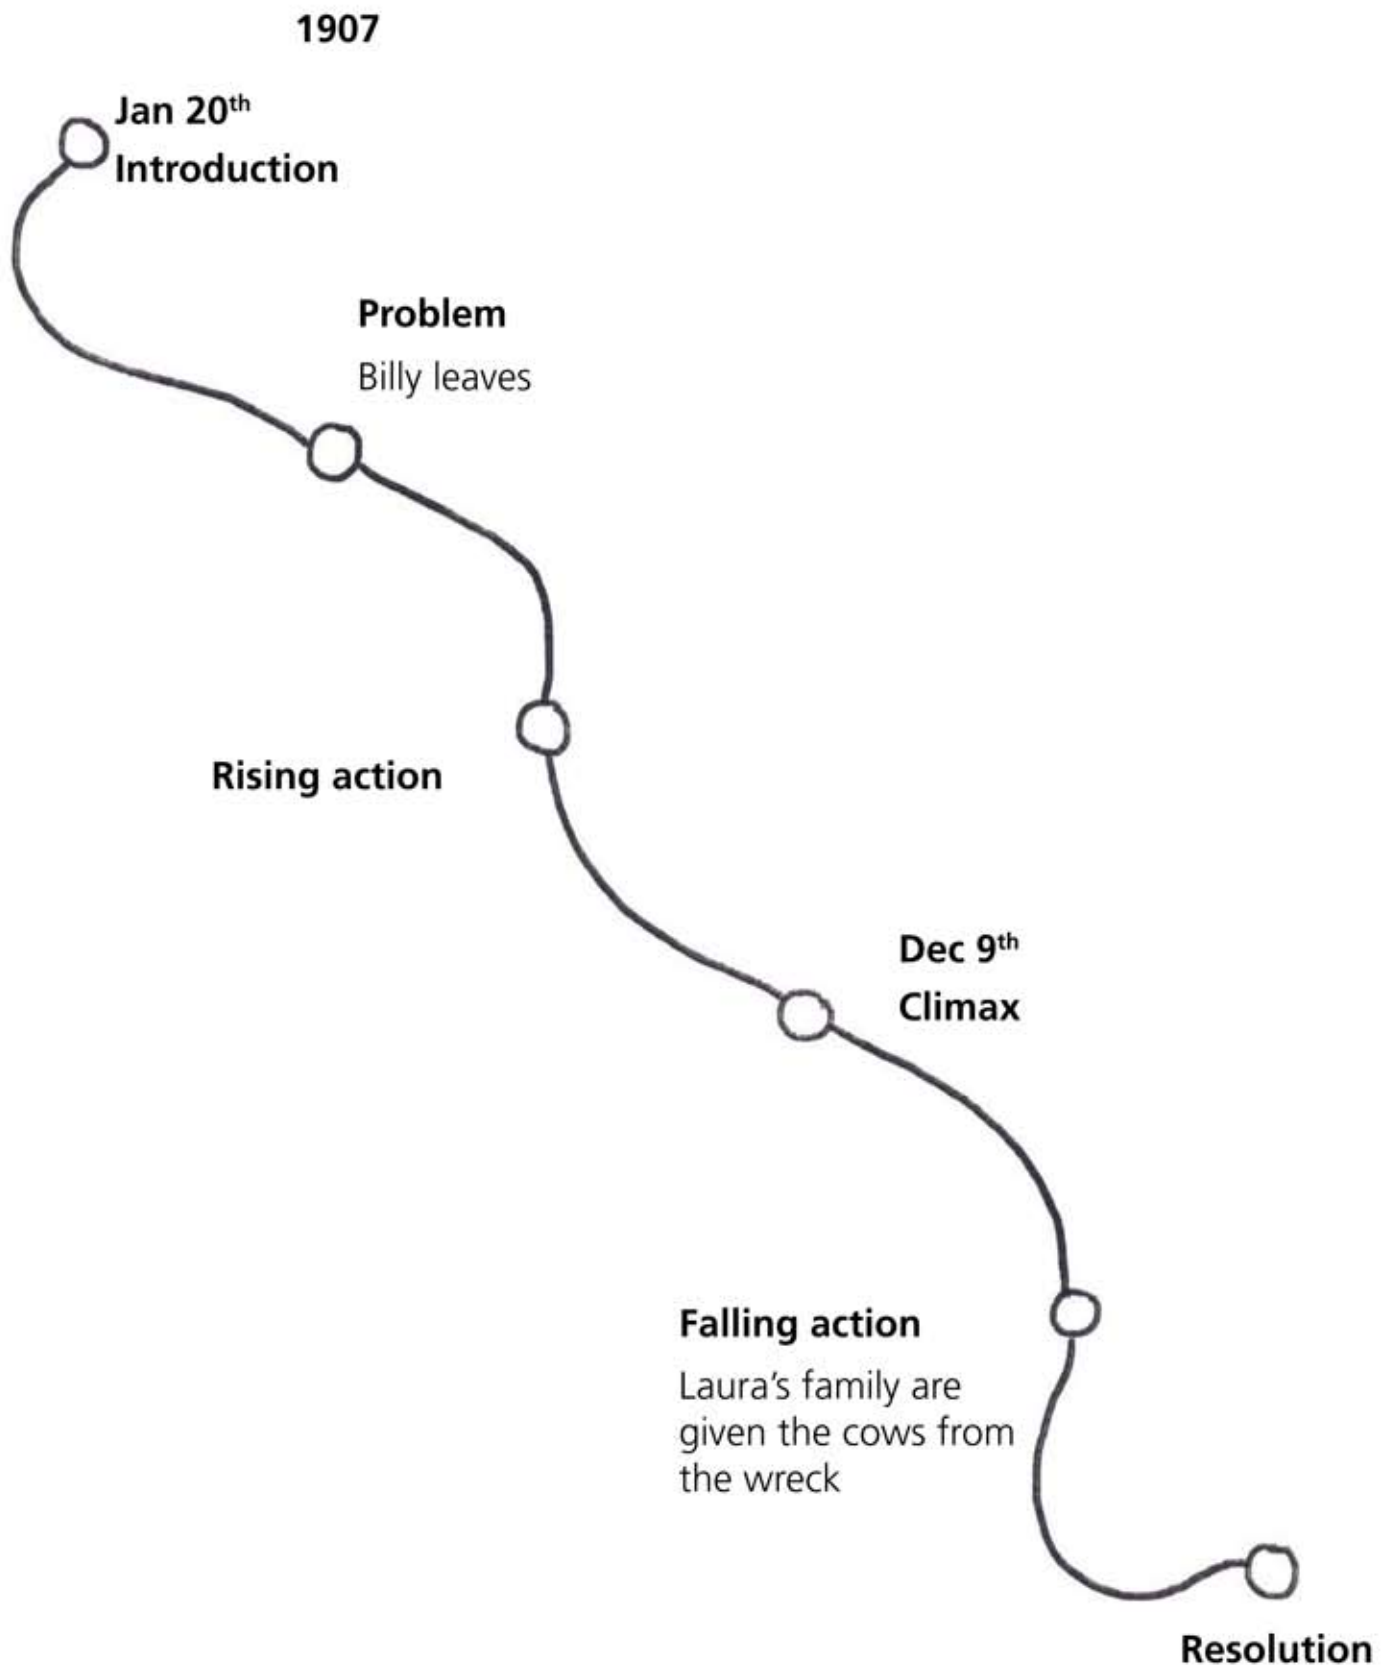 1907
Jan 20th
Introduction
Problem
Billy leaves
Rising action
Dec 9th
Climax
Falling action
Laura's family are
given the cows from
the wreck
Resolution